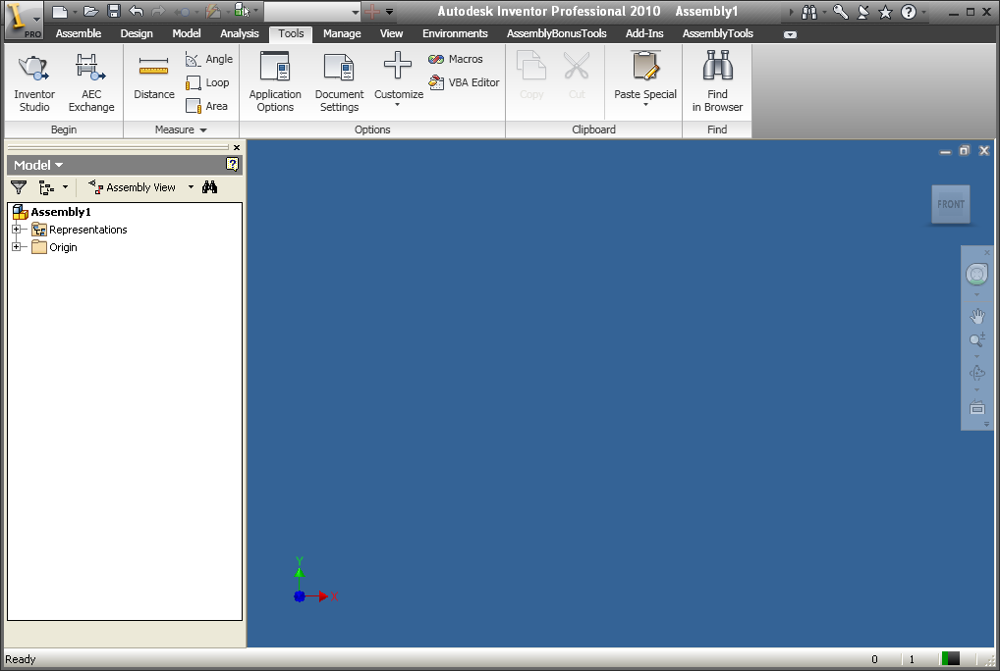 PRO
Autodesk Inventor Professional 2010 Assembly1
Assemble Design Model Analysis Tools Manage View Environments AssemblyBonusTools Add-Ins AssemblyTools
Inventor Studio
AEC Exchange
Distance
Angle
Loop
Area
Application Options
Document Settings
Customize
Macros
VBA Editor
Copy
Cut
Paste Special
Find in Browser
Begin
Measure
Options
Clipboard
Find
Model
Assembly View
Assembly1
Representations
Origin
FRONT
Y
X
Ready
0 1